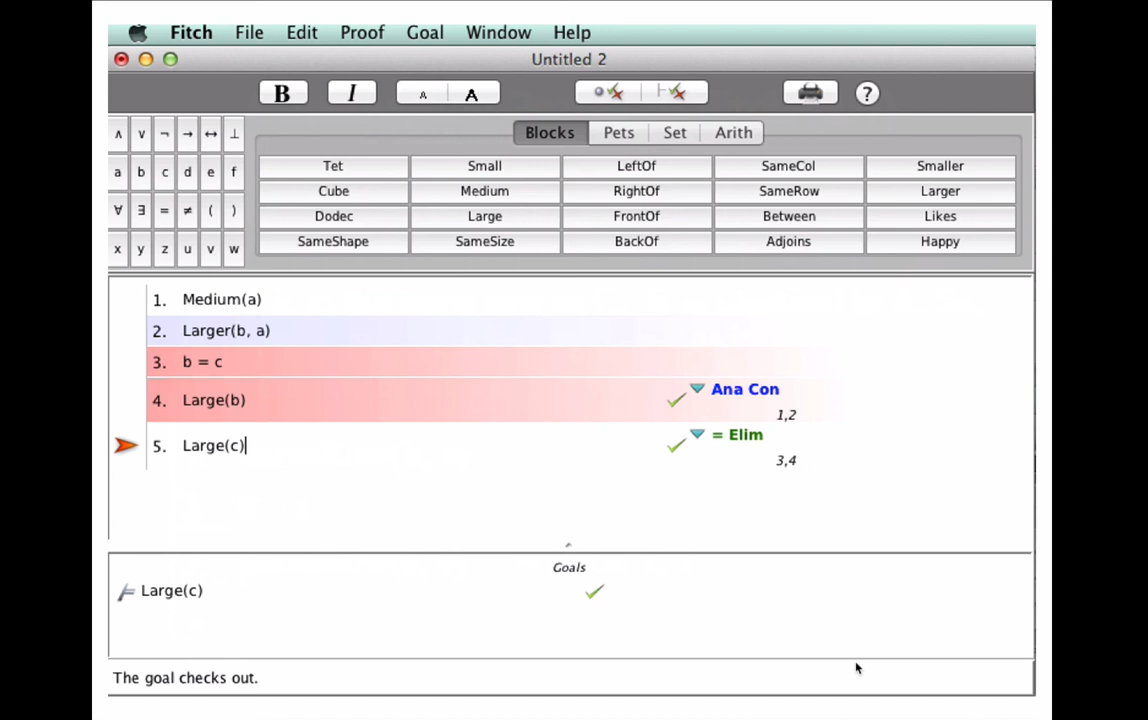 Fitch File Edit Proof Goal Window Help
Untitled 2
B I A A ?
Blocks Pets Set Arith
∧ ∨ ¬ → ↔ ⊥
a b c d e f
∀ ∃ = ≠ ( )
x y z u v w
Tet Small LeftOf SameCol Smaller
Cube Medium RightOf SameRow Larger
Dodec Large FrontOf Between Likes
SameShape SameSize BackOf Adjoins Happy
1. Medium(a)
2. Larger(b, a)
3. b = c
4. Large(b) Ana Con
1,2
5. Large(c) = Elim
3,4
Goals
Large(c)
The goal checks out.